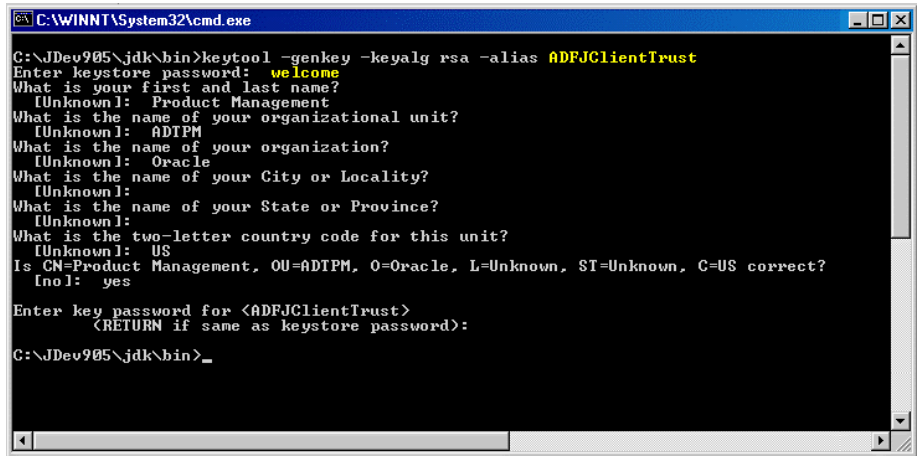 C:\WINNT\System32\cmd.exe
C:\JDev905\jdk\bin>keytool -genkey -keyalg rsa -alias ADFJClientTrust
Enter keystore password:  welcome
What is your first and last name?
  [Unknown]:  Product Management
What is the name of your organizational unit?
  [Unknown]:  ADTPM
What is the name of your organization?
  [Unknown]:  Oracle
What is the name of your City or Locality?
  [Unknown]:
What is the name of your State or Province?
  [Unknown]:
What is the two-letter country code for this unit?
  [Unknown]:  US
Is CN=Product Management, OU=ADTPM, O=Oracle, L=Unknown, ST=Unknown, C=US correct?
  [no]:  yes
Enter key password for <ADFJClientTrust>
        (RETURN if same as keystore password):
C:\JDev905\jdk\bin>_